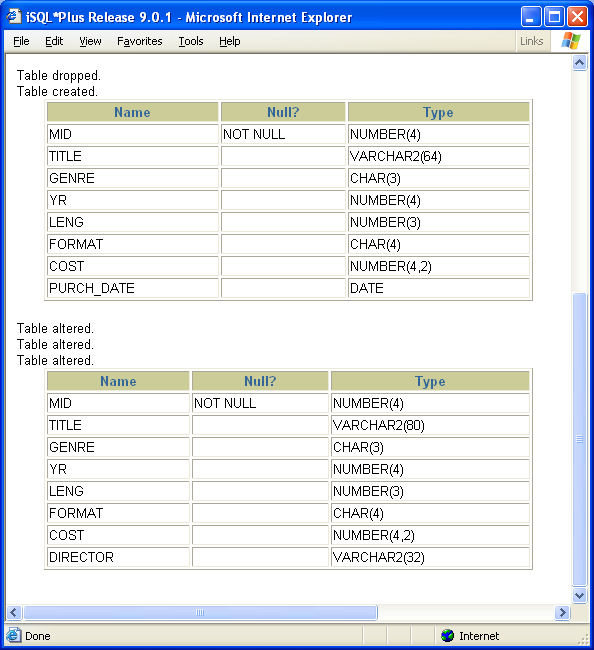 iSQL*Plus Release 9.0.1 - Microsoft Internet Explorer
File Edit View Favorites Tools Help Links
Table dropped.
Table created.
Name Null? Type
MID NOT NULL NUMBER(4)
TITLE VARCHAR2(64)
GENRE CHAR(3)
YR NUMBER(4)
LENG NUMBER(3)
FORMAT CHAR(4)
COST NUMBER(4,2)
PURCH_DATE DATE
Table altered.
Table altered.
Table altered.
Name Null? Type
MID NOT NULL NUMBER(4)
TITLE VARCHAR2(80)
GENRE CHAR(3)
YR NUMBER(4)
LENG NUMBER(3)
FORMAT CHAR(4)
COST NUMBER(4,2)
DIRECTOR VARCHAR2(32)
Done Internet